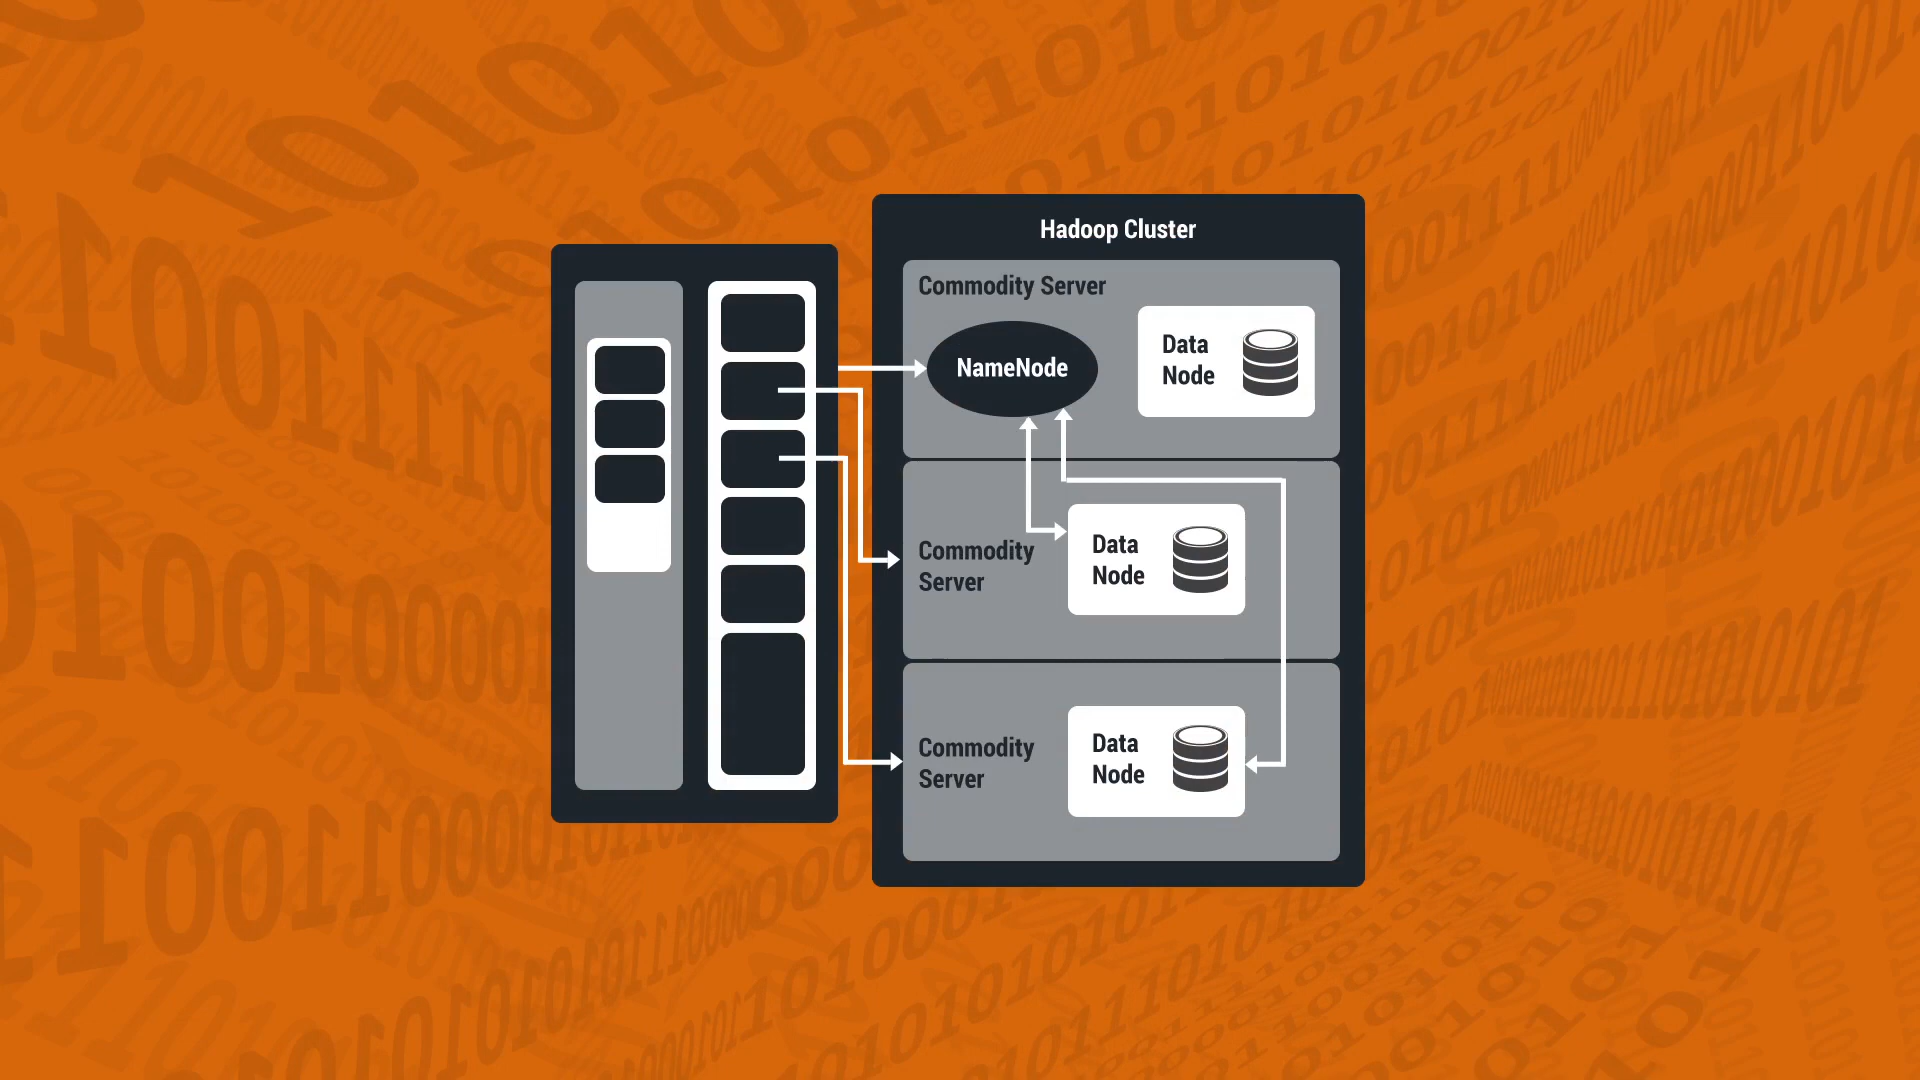 Hadoop Cluster
Commodity Server
NameNode
Data
Node
Commodity
Server
Data
Node
Commodity
Server
Data
Node